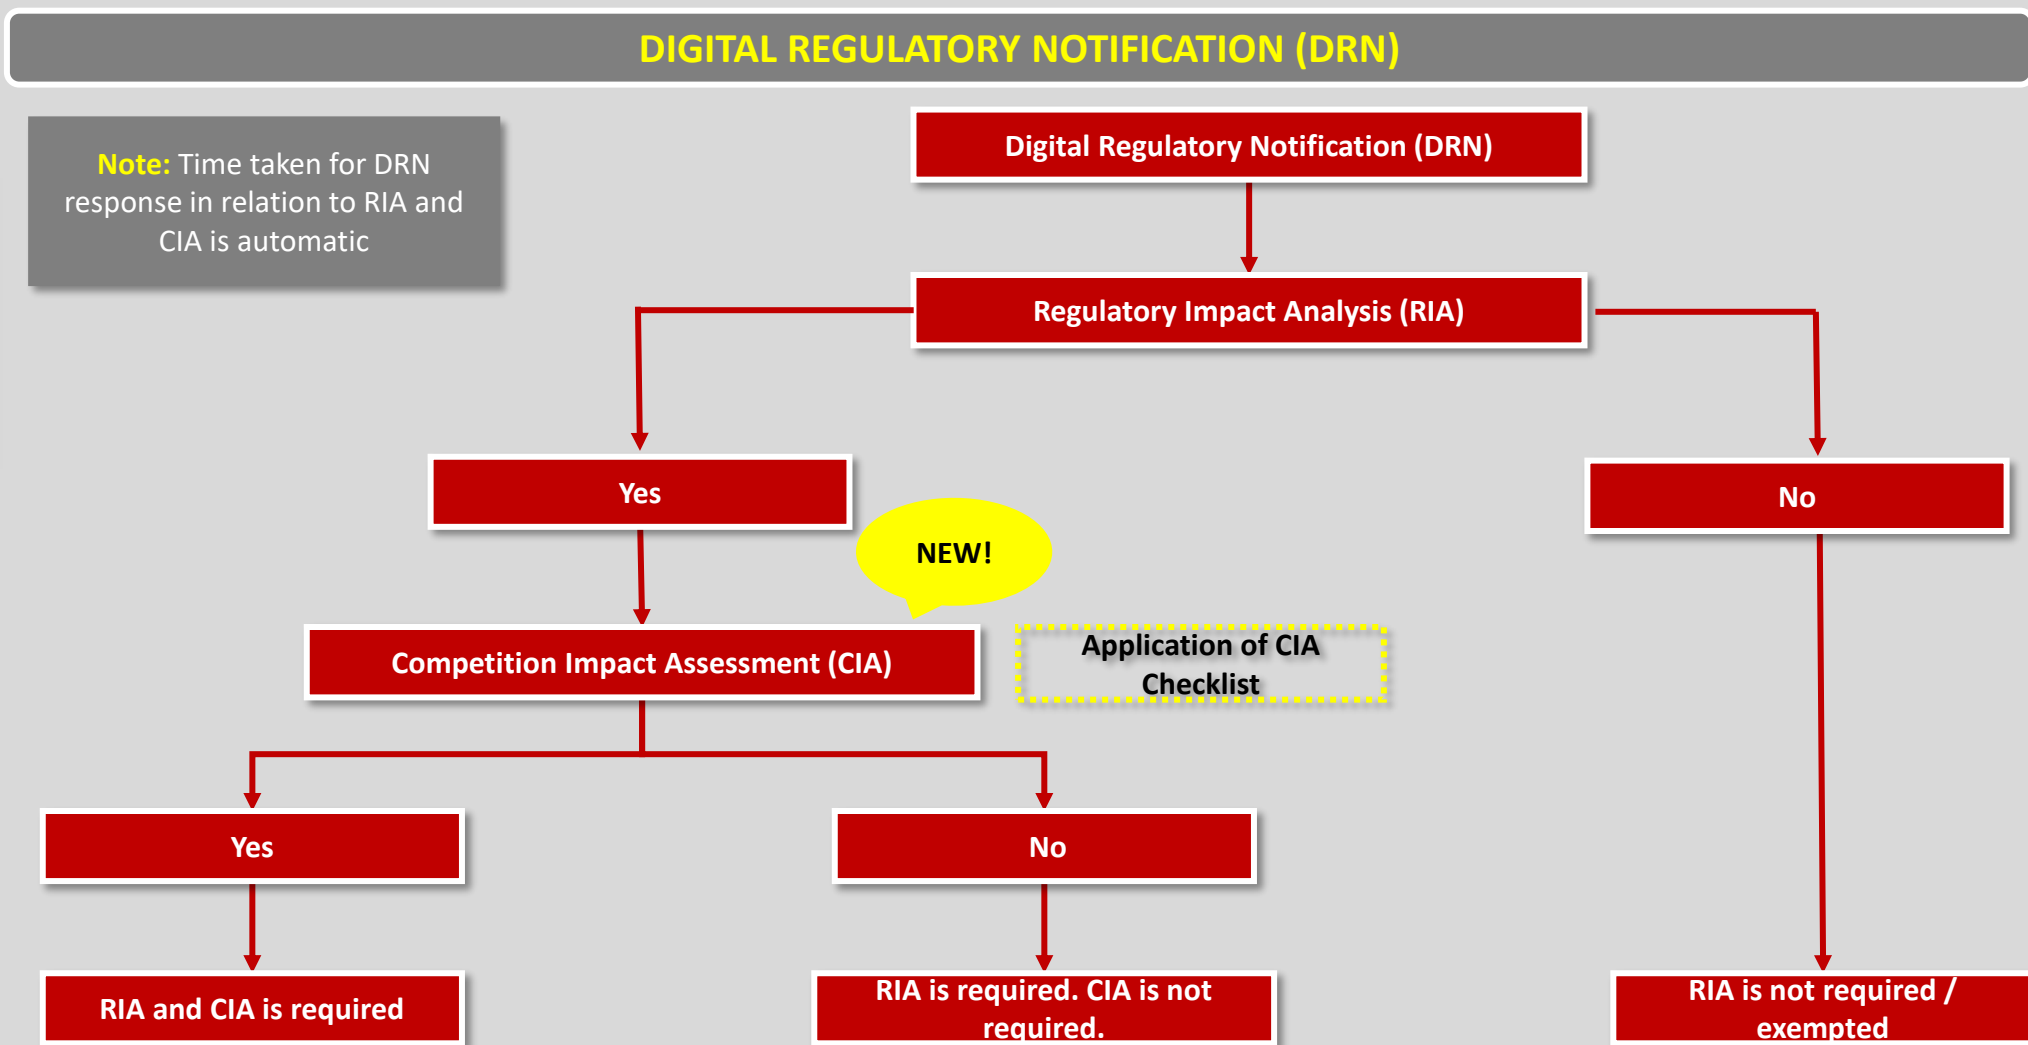 DIGITAL REGULATORY NOTIFICATION (DRN)
Note: Time taken for DRN
response in relation to RIA and
CIA is automatic
Digital Regulatory Notification (DRN)
Regulatory Impact Analysis (RIA)
Yes
No
NEW!
Competition Impact Assessment (CIA)
Application of CIA
Checklist
Yes
No
RIA and CIA is required
RIA is required. CIA is not
required.
RIA is not required /
exempted